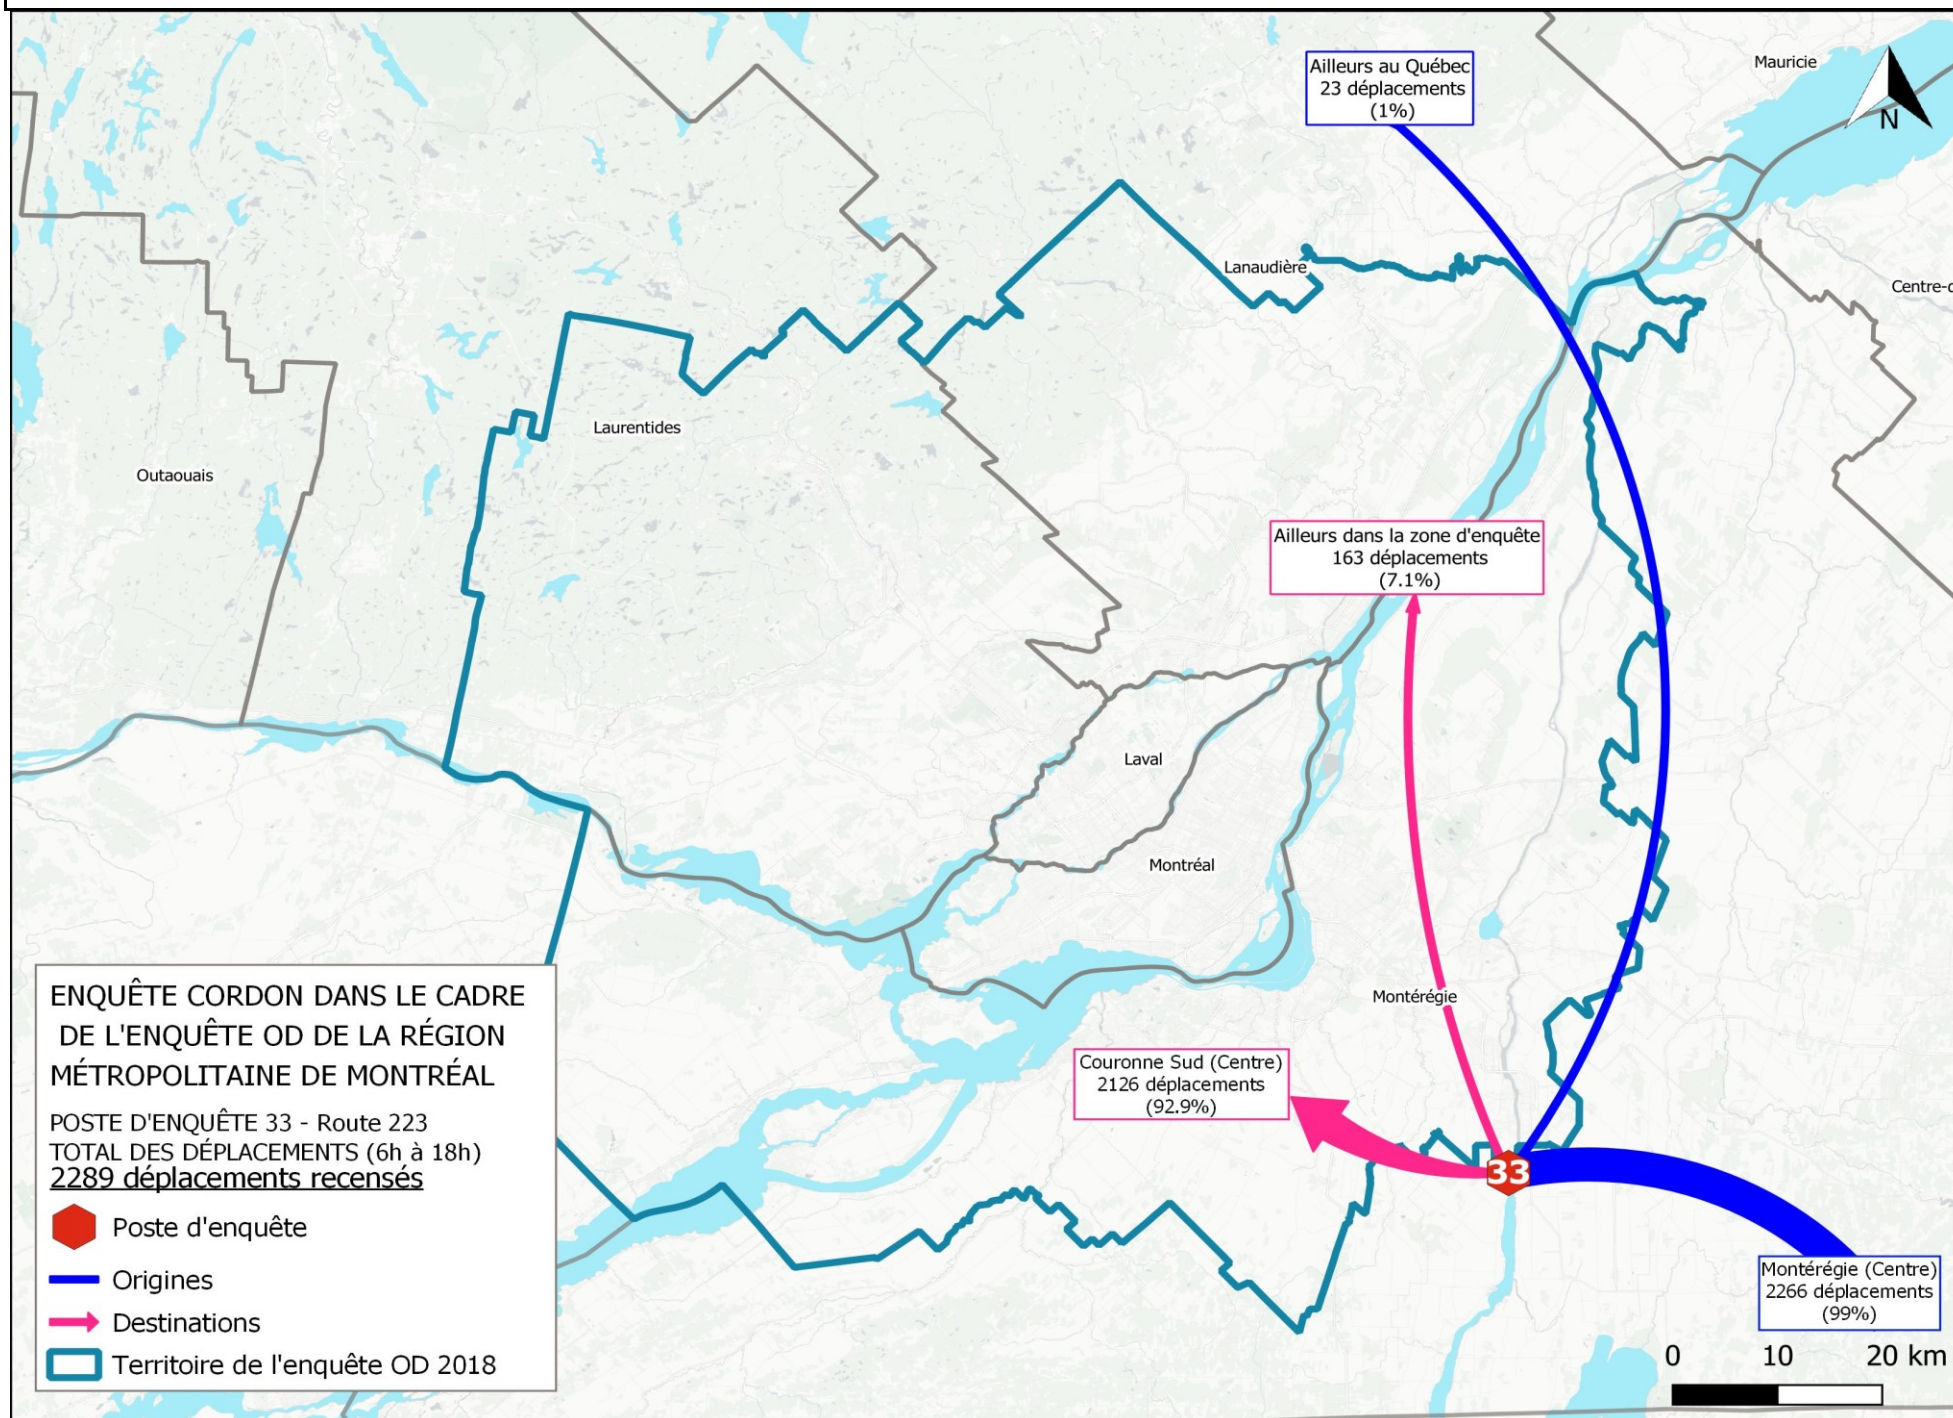 Ailleurs au Québec
23 déplacements
(1%)
Mauricie
N
Lanaudière
Centre-d
Laurentides
Outaouais
Ailleurs dans la zone d'enquête
163 déplacements
(7.1%)
Laval
Montréal
Montérégie
Couronne Sud (Centre)
2126 déplacements
(92.9%)
33
Montérégie (Centre)
2266 déplacements
(99%)
ENQUÊTE CORDON DANS LE CADRE
DE L'ENQUÊTE OD DE LA RÉGION
MÉTROPOLITAINE DE MONTRÉAL
POSTE D'ENQUÊTE 33 - Route 223
TOTAL DES DÉPLACEMENTS (6h à 18h)
2289 déplacements recensés
Poste d'enquête
Origines
Destinations
Territoire de l'enquête OD 2018
0 10 20 km